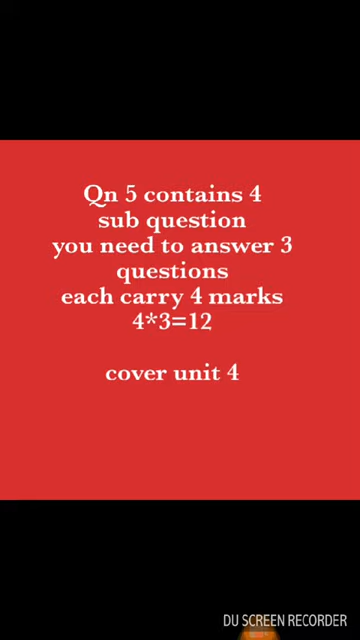 Qn 5 contains 4
sub question
you need to answer 3
questions
each carry 4 marks
4*3=12
cover unit 4
DU SCREEN RECORDER